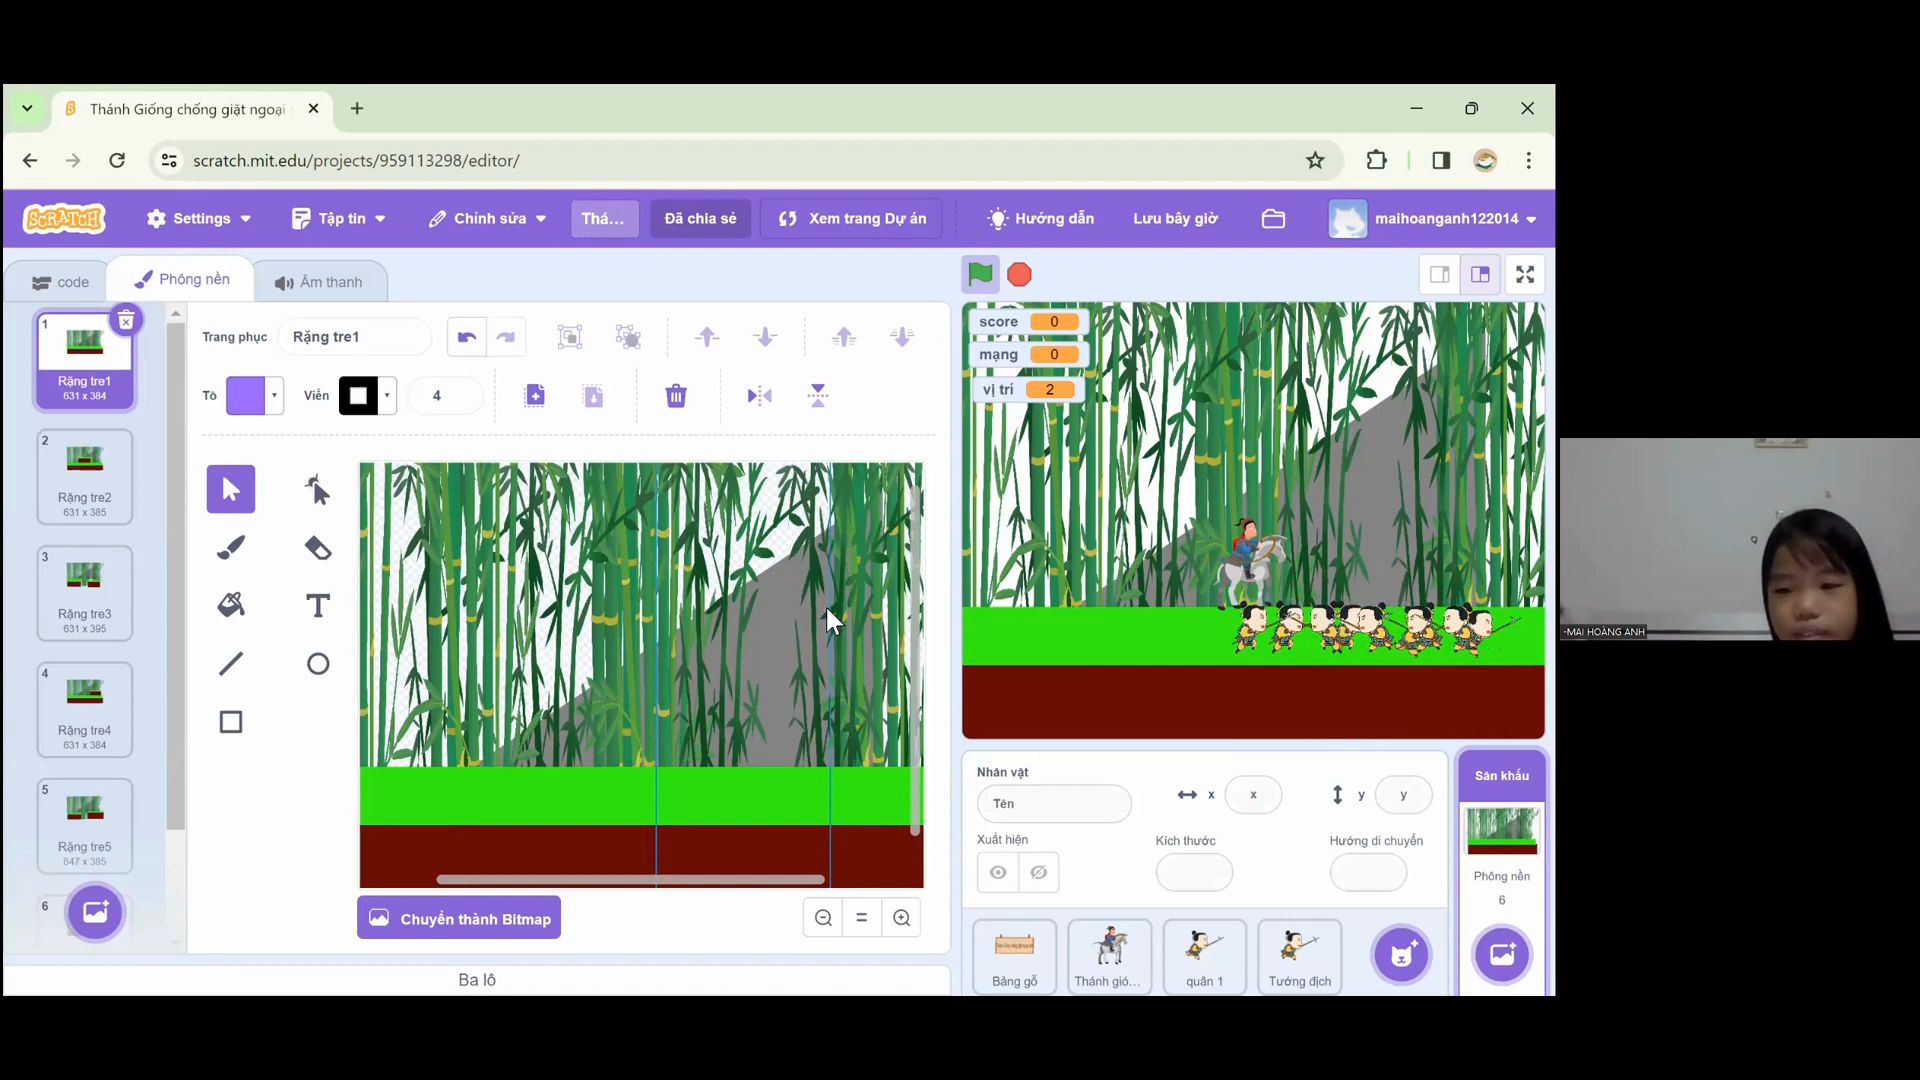 Thánh Giống chống giặt ngoại
scratch.mit.edu/projects/959113298/editor/
SCRATCH
Settings
Tập tin
Chỉnh sửa
Thá...
Đã chia sẻ
Xem trang Dự án
Hướng dẫn
Lưu bây giờ
maihoanganh122014
code
Phông nền
Âm thanh
1
Rặng tre1
631 x 384
2
Rặng tre2
631 x 385
3
Rặng tre3
631 x 395
4
Rặng tre4
631 x 384
5
Rặng tre5
647 x 385
6
Trang phục
Rặng tre1
Tô
Viền
4
Chuyển thành Bitmap
Ba lô
score 0
mạng 0
vị trí 2
Nhân vật
Tên
x
x
y
y
Xuất hiện
Kích thước
Hướng di chuyển
Sân khấu
Phông nền
6
Bảng gỗ
Thánh gió...
quân 1
Tướng địch
-MAI HOÀNG ANH